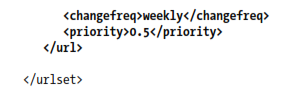 <changefreq>weekly</changefreq>
<priority>0.5</priority>
</url>
</urlset>